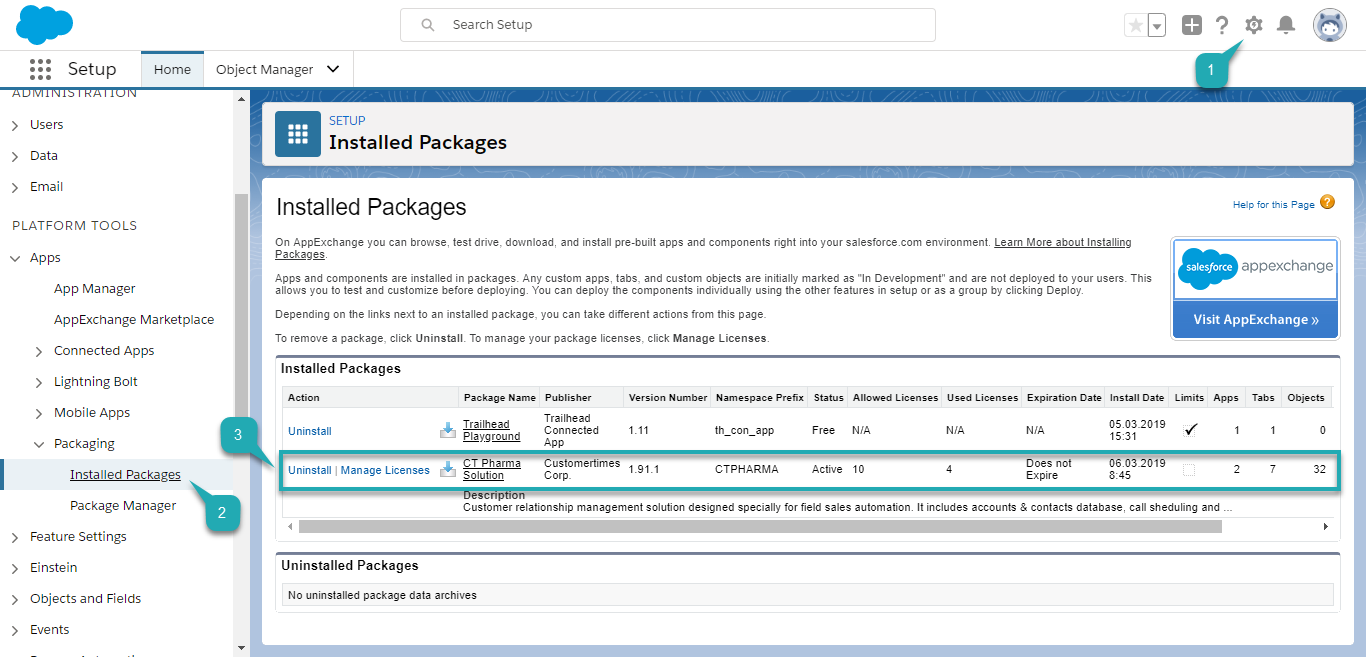 Search Setup
1
Setup
Home
Object Manager
ADMINISTRATION
Users
Data
Email
PLATFORM TOOLS
Apps
App Manager
AppExchange Marketplace
Connected Apps
Lightning Bolt
Mobile Apps
Packaging
Installed Packages
Package Manager
Feature Settings
Einstein
Objects and Fields
Events
2
3
SETUP
Installed Packages
Installed Packages
Help for this Page
On AppExchange you can browse, test drive, download, and install pre-built apps and components right into your salesforce.com environment. Learn More about Installing
Packages.
Apps and components are installed in packages. Any custom apps, tabs, and custom objects are initially marked as "In Development" and are not deployed to your users. This
allows you to test and customize before deploying. You can deploy the components individually using the other features in setup or as a group by clicking Deploy.
Depending on the links next to an installed package, you can take different actions from this page.
To remove a package, click Uninstall. To manage your package licenses, click Manage Licenses.
salesforce appexchange
Visit AppExchange »
Installed Packages
Action Package Name Publisher Version Number Namespace Prefix Status Allowed Licenses Used Licenses Expiration Date Install Date Limits Apps Tabs Objects
Uninstall Trailhead Playground Trailhead Connected App 1.11 th_con_app Free N/A N/A N/A 05.03.2019 15:31 1 1 0
Uninstall | Manage Licenses CT Pharma Solution Customertimes Corp. 1.91.1 CTPHARMA Active 10 4 Does not Expire 06.03.2019 8:45 2 7 32
Description
Customer relationship management solution designed specially for field sales automation. It includes accounts & contacts database, call sheduling and ...
Uninstalled Packages
No uninstalled package data archives